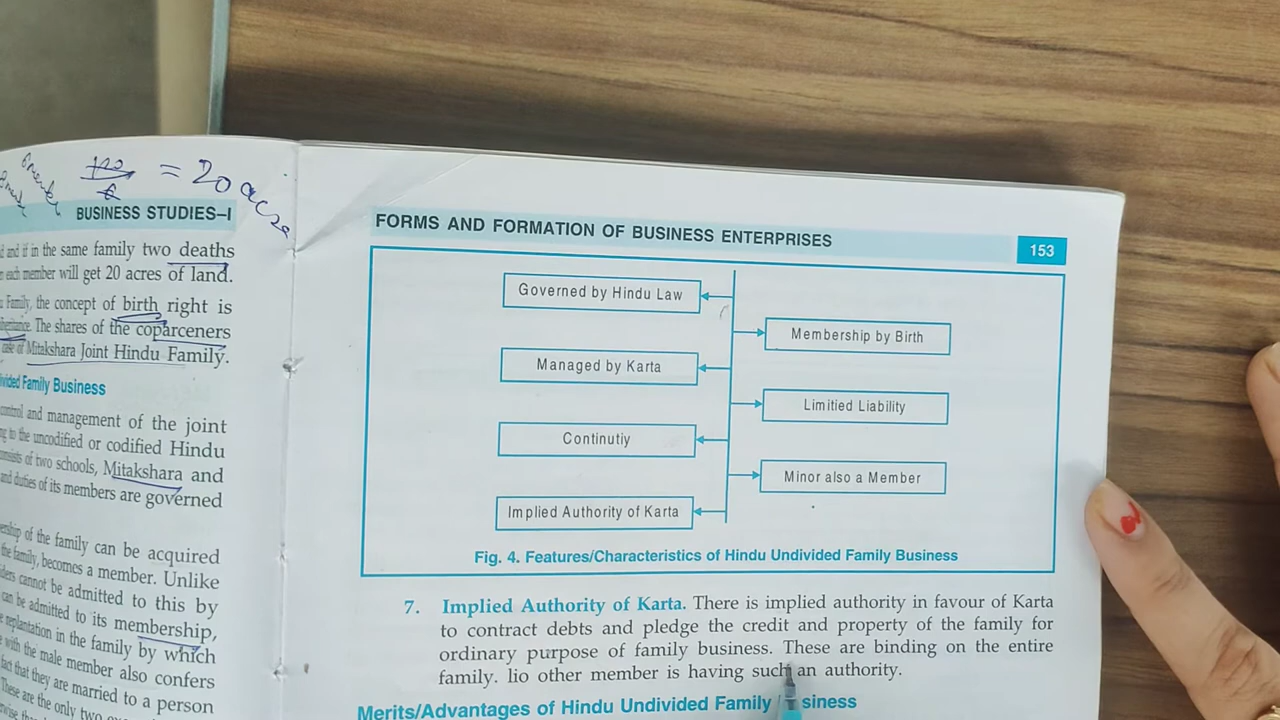 120/6 = 20 acre
BUSINESS STUDIES–I
and if in the same family two deaths
each member will get 20 acres of land.
Family, the concept of birth right is
The shares of the coparceners
case of Mitakshara Joint Hindu Family.
Family Business
control and management of the joint
to the uncodified or codified Hindu
of two schools, Mitakshara and
and duties of its members are governed
of the family can be acquired
the family, becomes a member. Unlike
cannot be admitted to this by
can be admitted to its membership,
in the family by which
with the male member also confers
fact that they are married to a person
These are the only two
FORMS AND FORMATION OF BUSINESS ENTERPRISES
153
Governed by Hindu Law
Membership by Birth
Managed by Karta
Limitied Liability
Continutiy
Minor also a Member
Implied Authority of Karta
Fig. 4. Features/Characteristics of Hindu Undivided Family Business
7. Implied Authority of Karta. There is implied authority in favour of Karta
to contract debts and pledge the credit and property of the family for
ordinary purpose of family business. These are binding on the entire
family. lio other member is having such an authority.
Merits/Advantages of Hindu Undivided Family